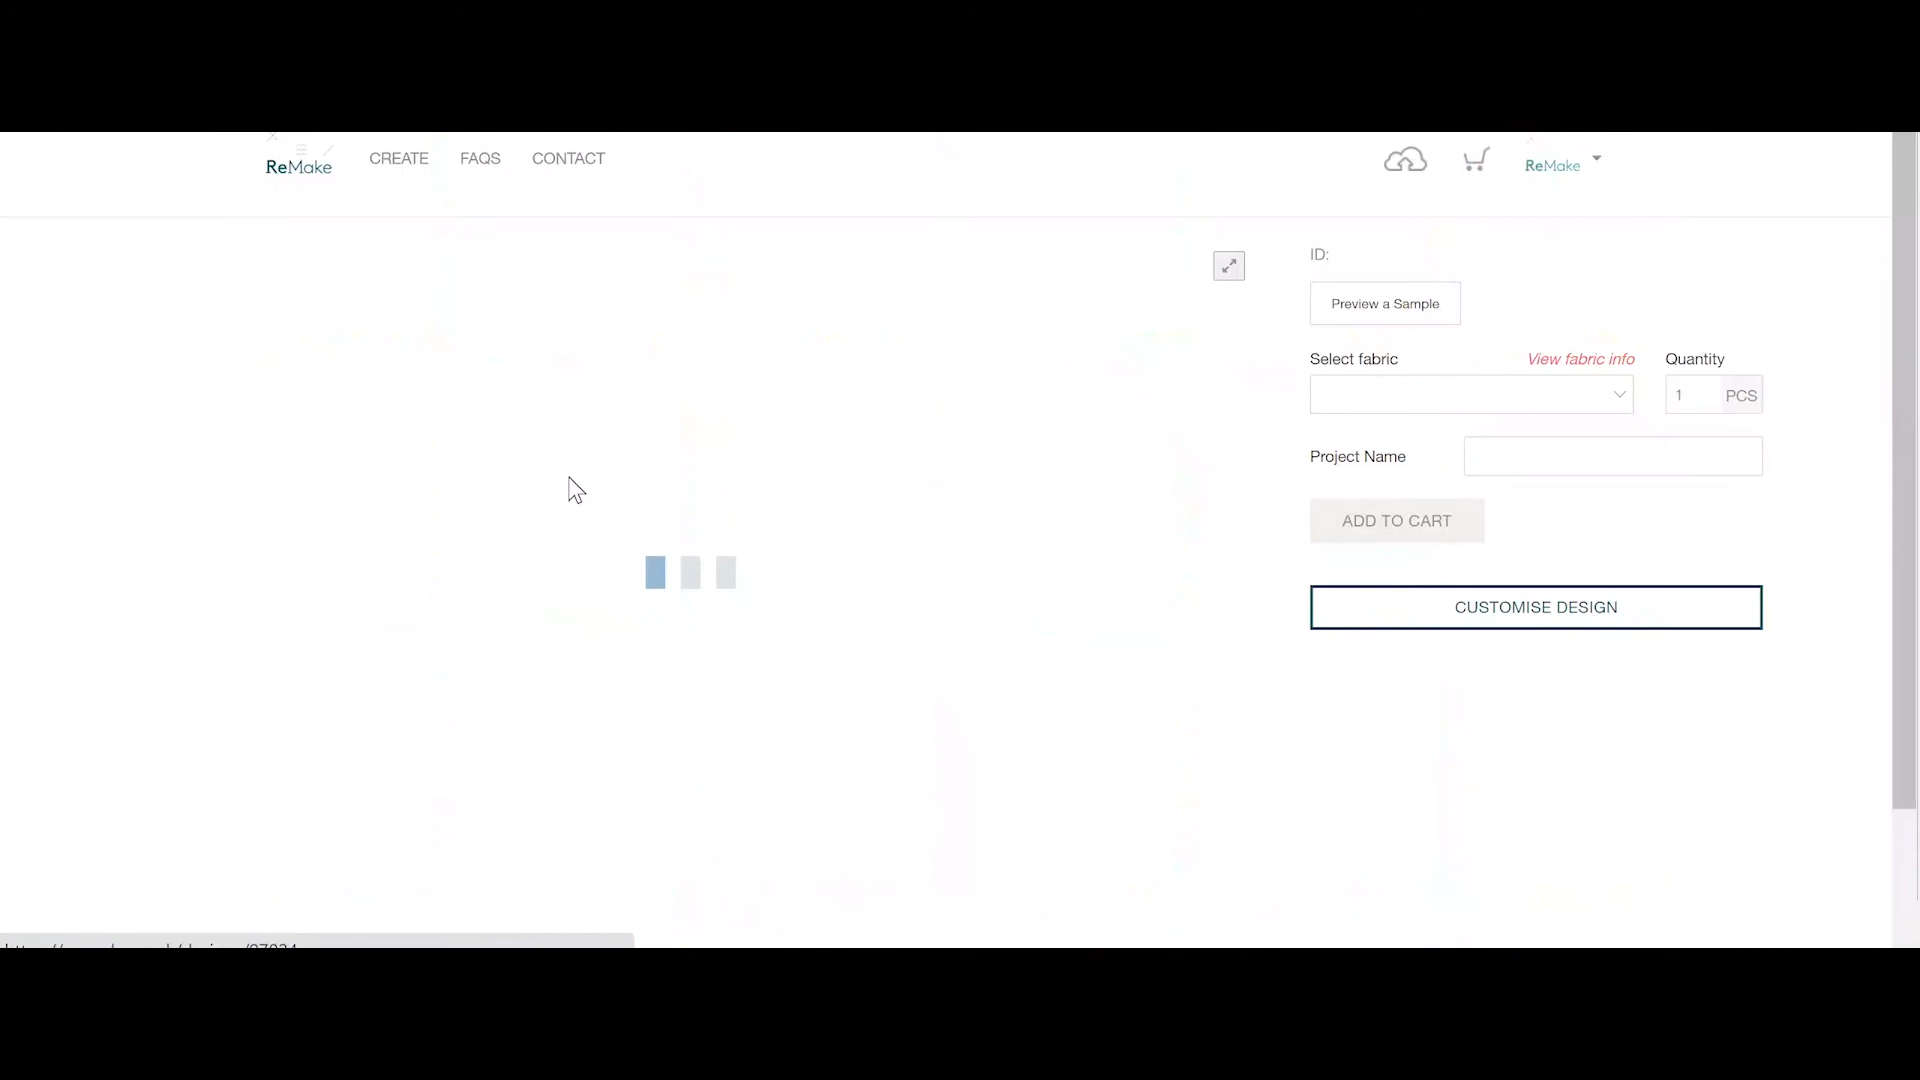 ReMake CREATE FAQS CONTACT ReMake
ID:
Preview a Sample
Select fabric View fabric info Quantity
1 PCS
Project Name
ADD TO CART
CUSTOMISE DESIGN